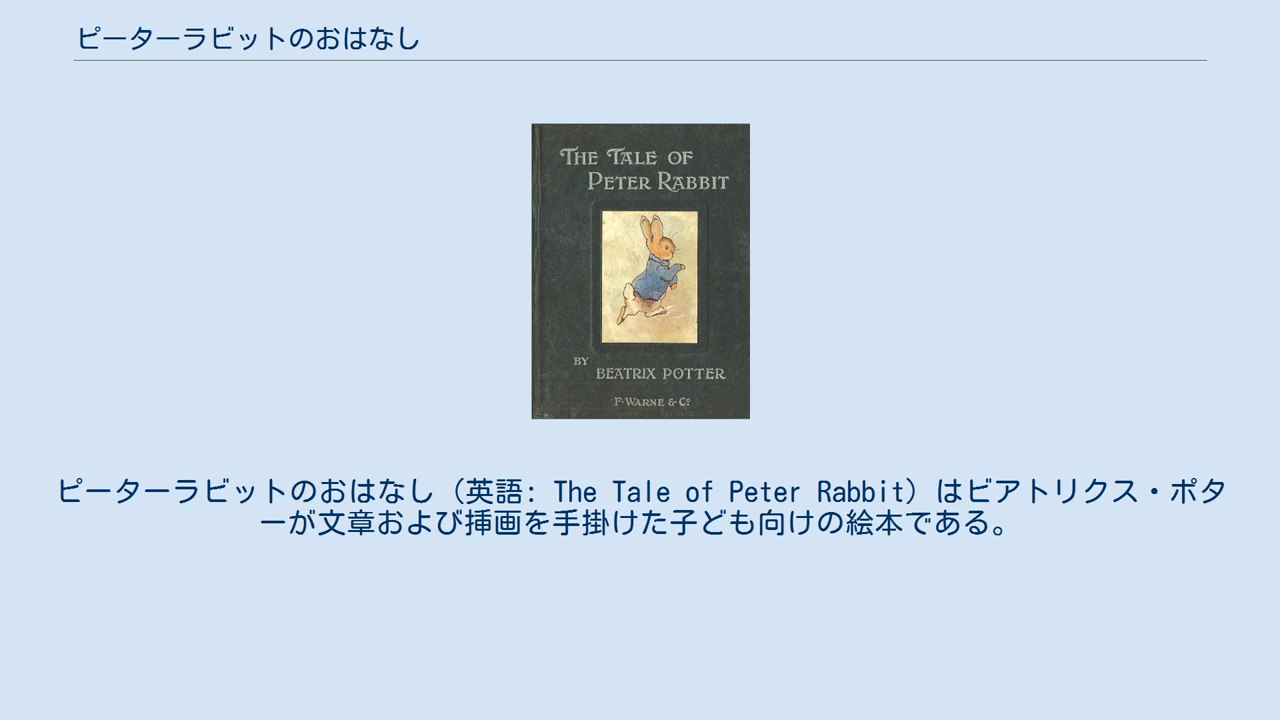 ピーターラビットのおはなし
THE TALE OF
PETER RABBIT
BY
BEATRIX POTTER
F. WARNE & Co
ピーターラビットのおはなし（英語: The Tale of Peter Rabbit）はビアトリクス・ポタ
ーが文章および挿画を手掛けた子ども向けの絵本である。